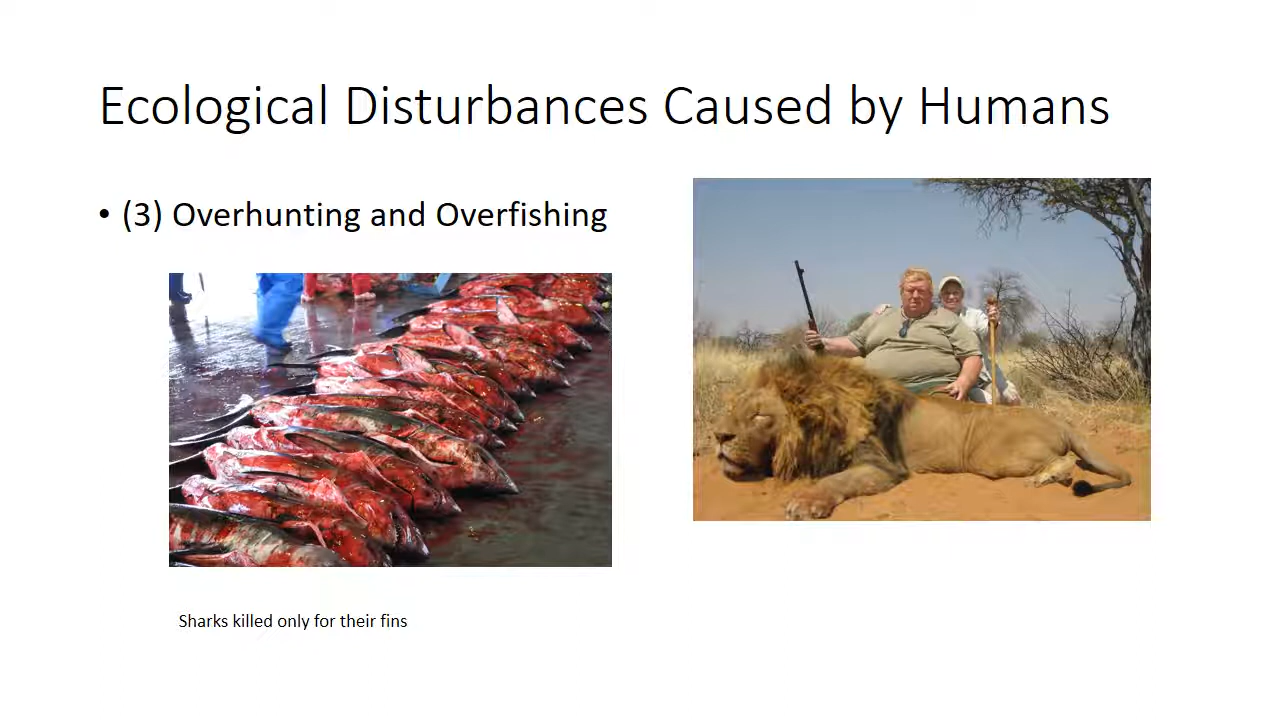 Ecological Disturbances Caused by Humans
• (3) Overhunting and Overfishing
Sharks killed only for their fins